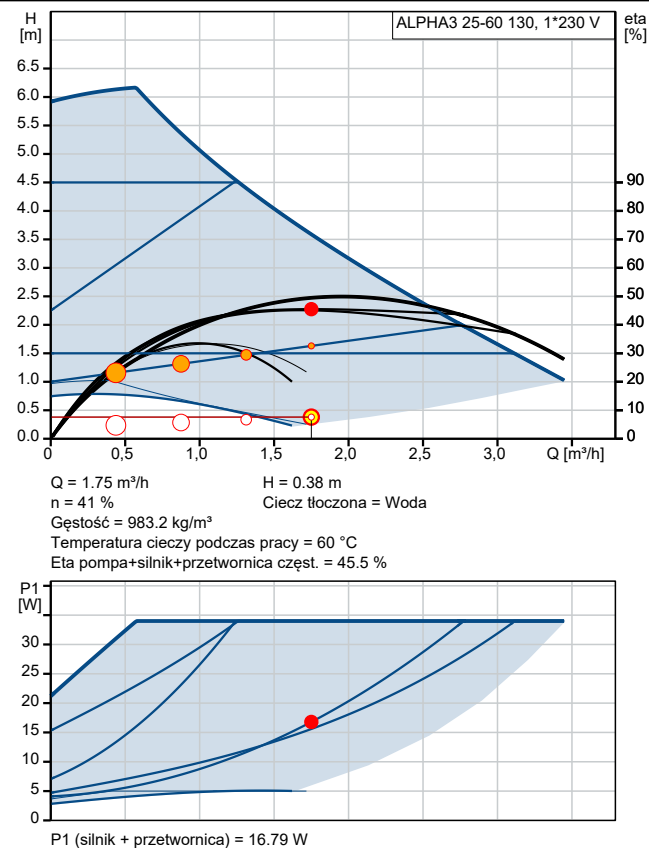 H
[m]
ALPHA3 25-60 130, 1*230 V
eta
[%]
6.5
6.0
5.5
5.0
4.5
4.0
3.5
3.0
2.5
2.0
1.5
1.0
0.5
0.0
90
80
70
60
50
40
30
20
10
0
0
0,5
1,0
1,5
2,0
2,5
3,0
Q [m³/h]
Q = 1.75 m³/h
H = 0.38 m
n = 41 %
Ciecz tłoczona = Woda
Gęstość = 983.2 kg/m³
Temperatura cieczy podczas pracy = 60 °C
Eta pompa+silnik+przetwornica częst. = 45.5 %
P1
[W]
30
25
20
15
10
5
0
P1 (silnik + przetwornica) = 16.79 W